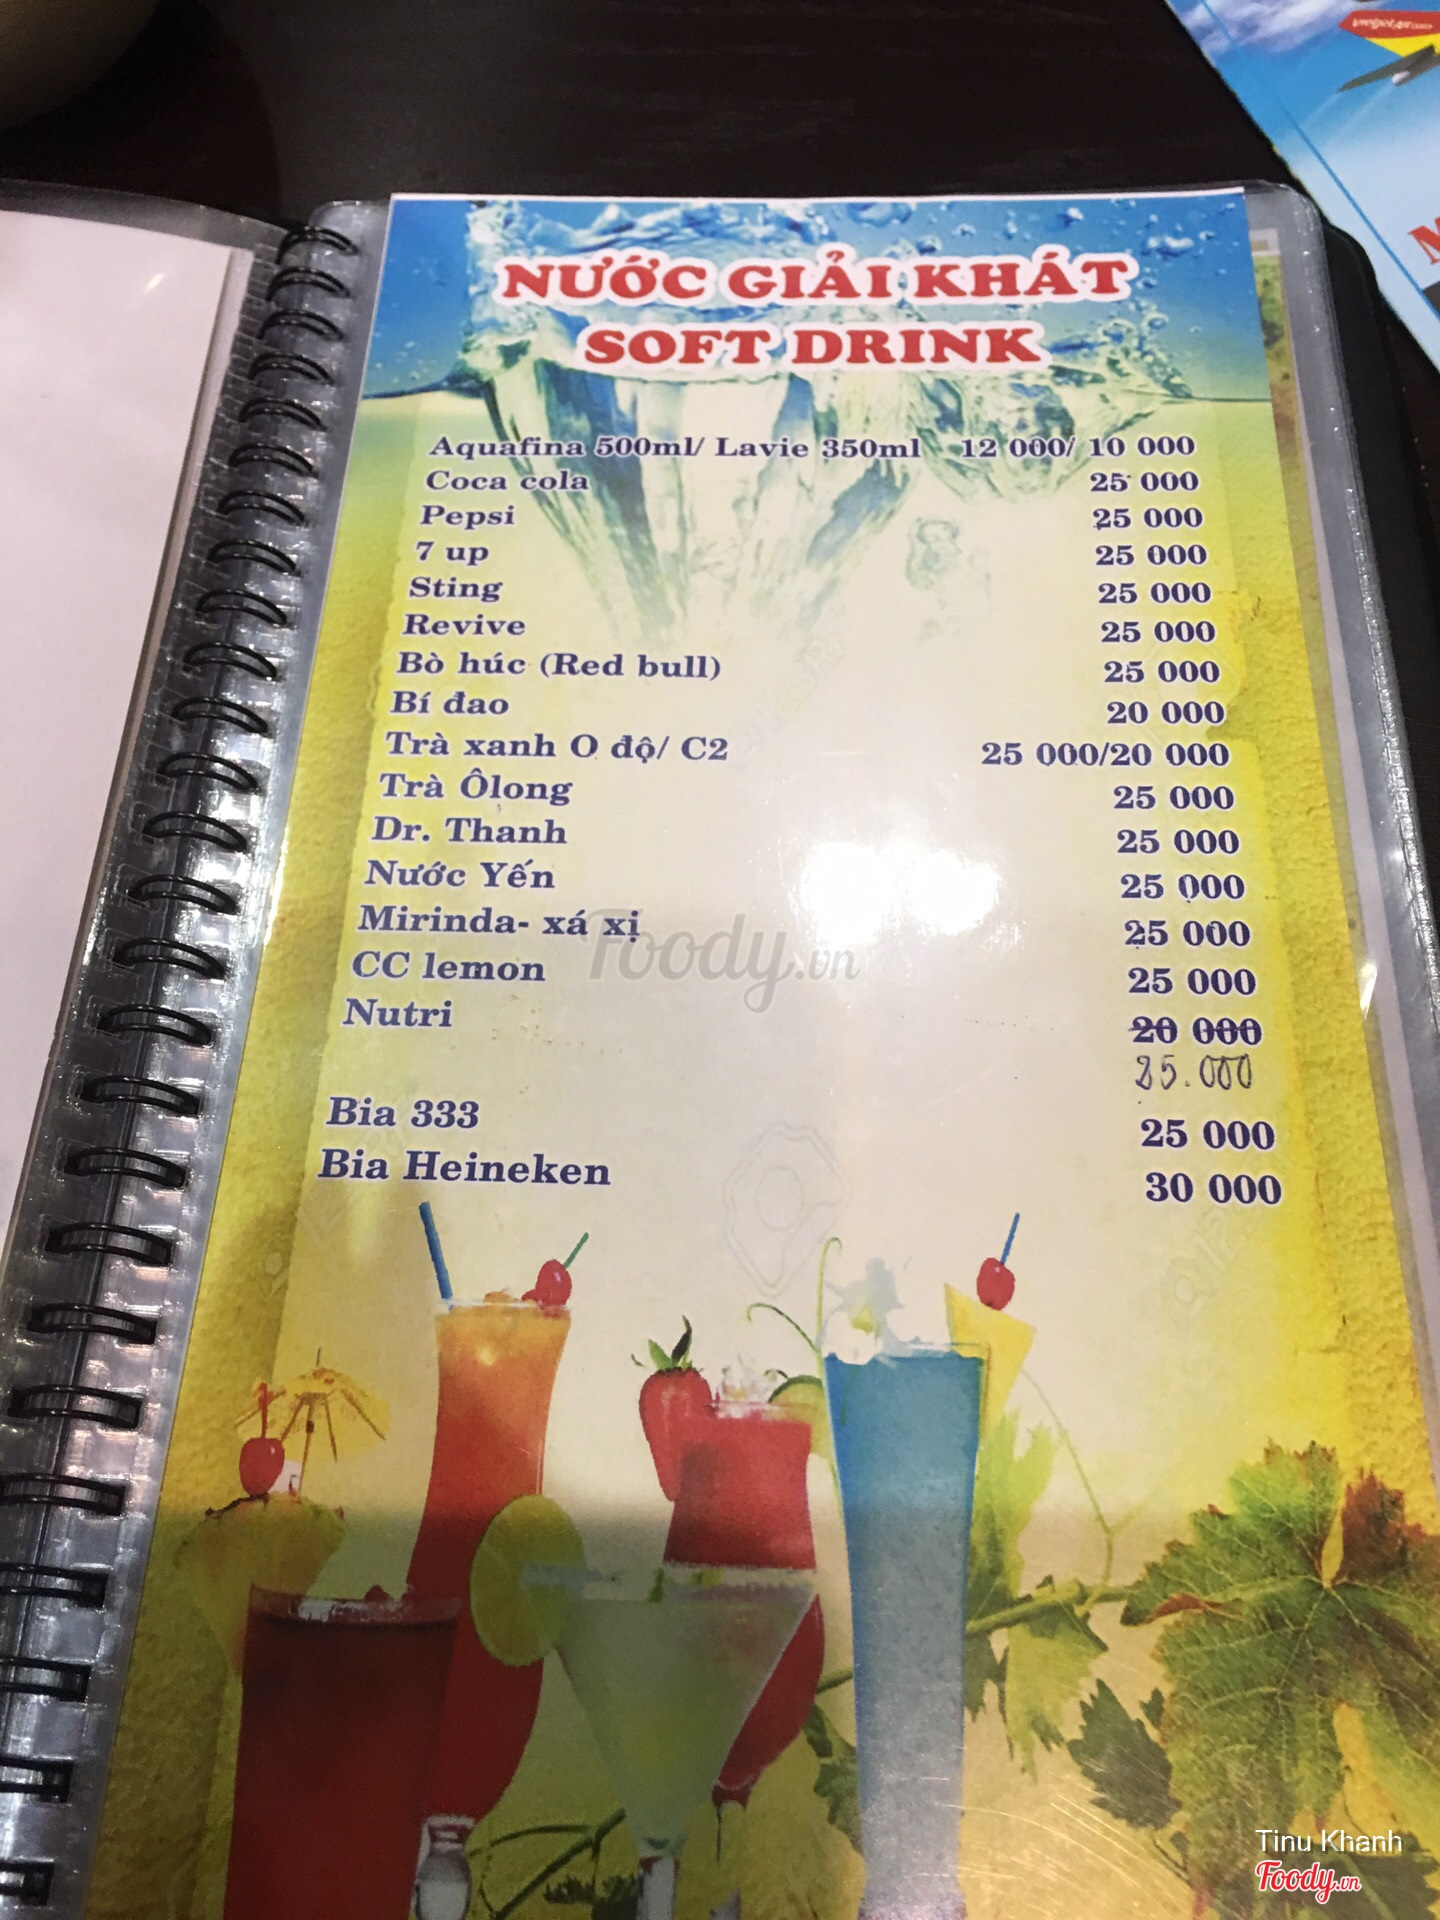 vietjetair.com
M
NƯỚC GIẢI KHÁT
SOFT DRINK
Aquafina 500ml/ Lavie 350ml 12 000/ 10 000
Coca cola 25 000
Pepsi 25 000
7 up 25 000
Sting 25 000
Revive 25 000
Bò húc (Red bull) 25 000
Bí đao 20 000
Trà xanh O độ/ C2 25 000/20 000
Trà Ôlong 25 000
Dr. Thanh 25 000
Nước Yến 25 000
Mirinda- xá xị 25 000
CC lemon 25 000
Nutri 20 000
25.000
Bia 333 25 000
Bia Heineken 30 000
Foody.vn
Tinu Khanh
Foody.vn